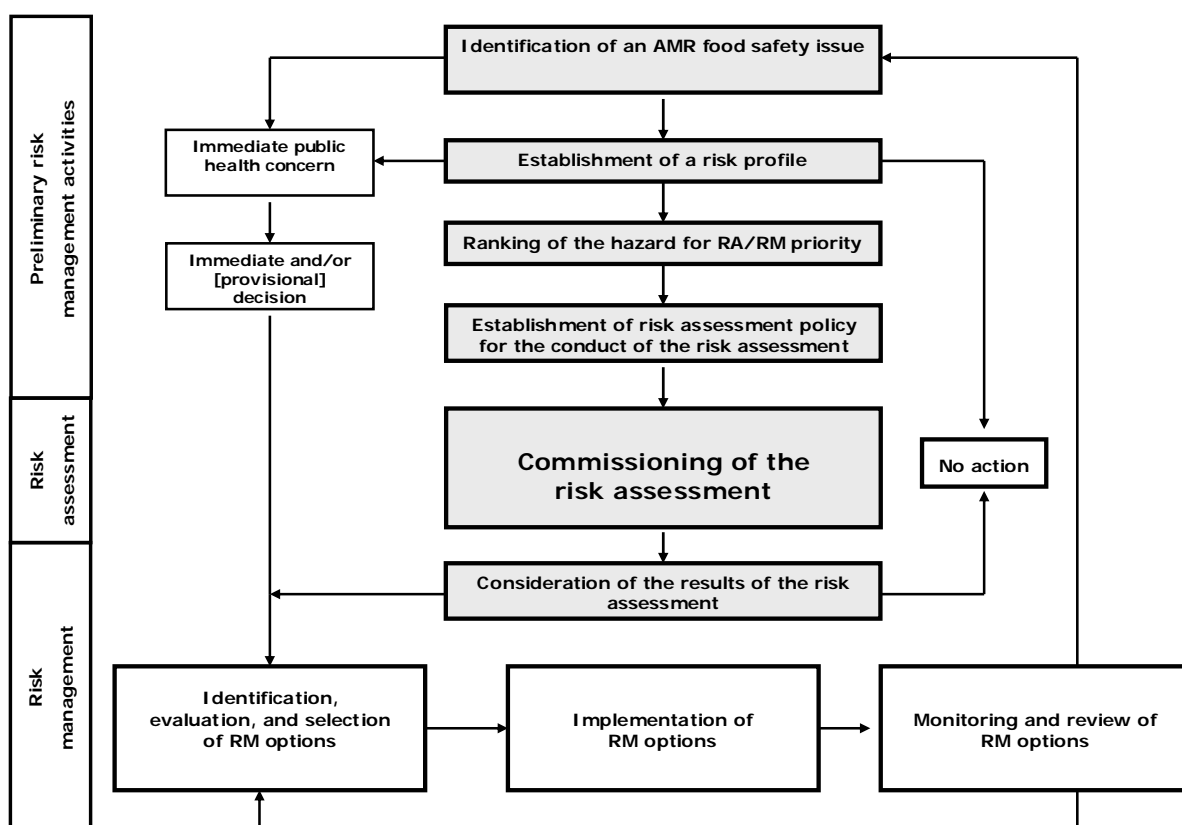 Preliminary risk
management activities
Risk
assessment
Risk
management
Identification of an AMR food safety issue
Immediate public
health concern
Establishment of a risk profile
Ranking of the hazard for RA/RM priority
Immediate and/or
[provisional]
decision
Establishment of risk assessment policy
for the conduct of the risk assessment
Commissioning of the
risk assessment
No action
Consideration of the results of the risk
assessment
Identification,
evaluation, and selection
of RM options
Implementation of
RM options
Monitoring and review of
RM options